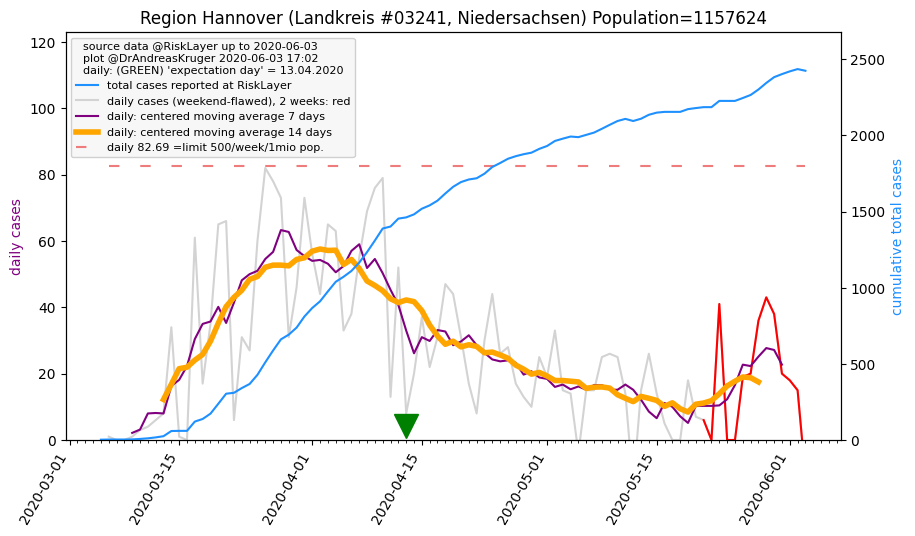 Region Hannover (Landkreis #03241, Niedersachsen) Population=1157624
source data @RiskLayer up to 2020-06-03
plot @DrAndreasKruger 2020-06-03 17:02
daily: (GREEN) 'expectation day' = 13.04.2020
total cases reported at RiskLayer
daily cases (weekend-flawed), 2 weeks: red
daily: centered moving average 7 days
daily: centered moving average 14 days
daily 82.69 =limit 500/week/1mio pop.
daily cases
120
100
80
60
40
20
0
cumulative total cases
2500
2000
1500
1000
500
0
2020-03-01
2020-03-15
2020-04-01
2020-04-15
2020-05-01
2020-05-15
2020-06-01